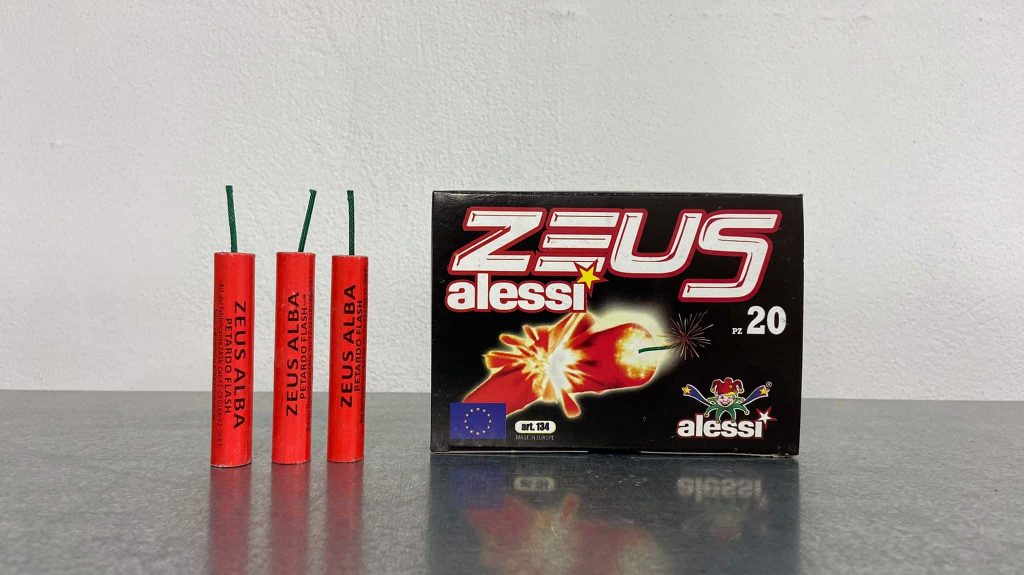 ZEUS ALBA
PETARDO FLASH
ZEUS ALBA
PETARDO FLASH
ZEUS ALBA
PETARDO FLASH
ZEUS
alessi
PZ 20
art. 134
MADE IN EUROPE
alessi